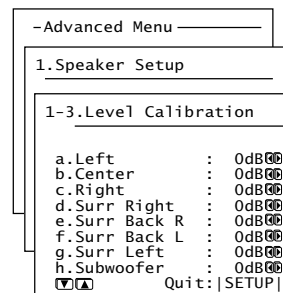 -Advanced Menu
1.Speaker Setup
1-3.Level Calibration
a.Left : 0dB
b.Center : 0dB
c.Right : 0dB
d.Surr Right : 0dB
e.Surr Back R : 0dB
f.Surr Back L : 0dB
g.Surr Left : 0dB
h.Subwoofer : 0dB
Quit:|SETUP|